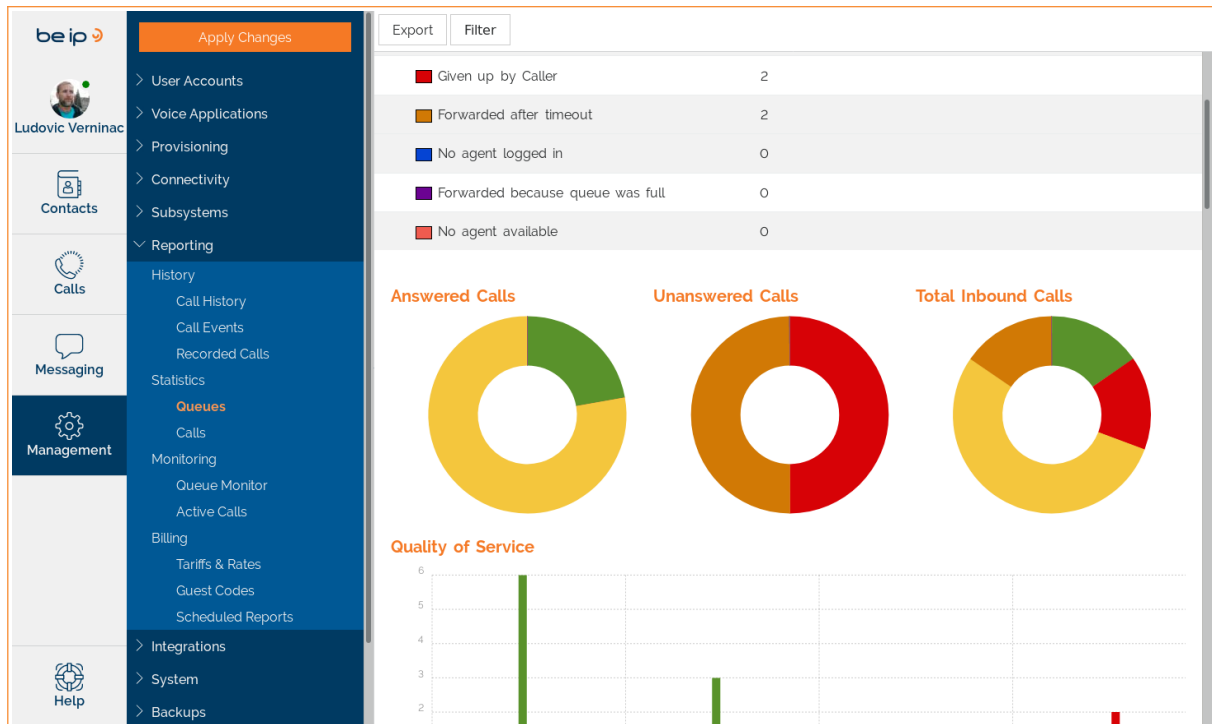 be ip
Ludovic Verninac
Contacts
Calls
Messaging
Management
Help
Apply Changes
User Accounts
Voice Applications
Provisioning
Connectivity
Subsystems
Reporting
History
Call History
Call Events
Recorded Calls
Statistics
Queues
Calls
Monitoring
Queue Monitor
Active Calls
Billing
Tariffs & Rates
Guest Codes
Scheduled Reports
Integrations
System
Backups
Export Filter
Given up by Caller 2
Forwarded after timeout 2
No agent logged in 0
Forwarded because queue was full 0
No agent available 0
Answered Calls Unanswered Calls Total Inbound Calls
Quality of Service
6
5
4
3
2